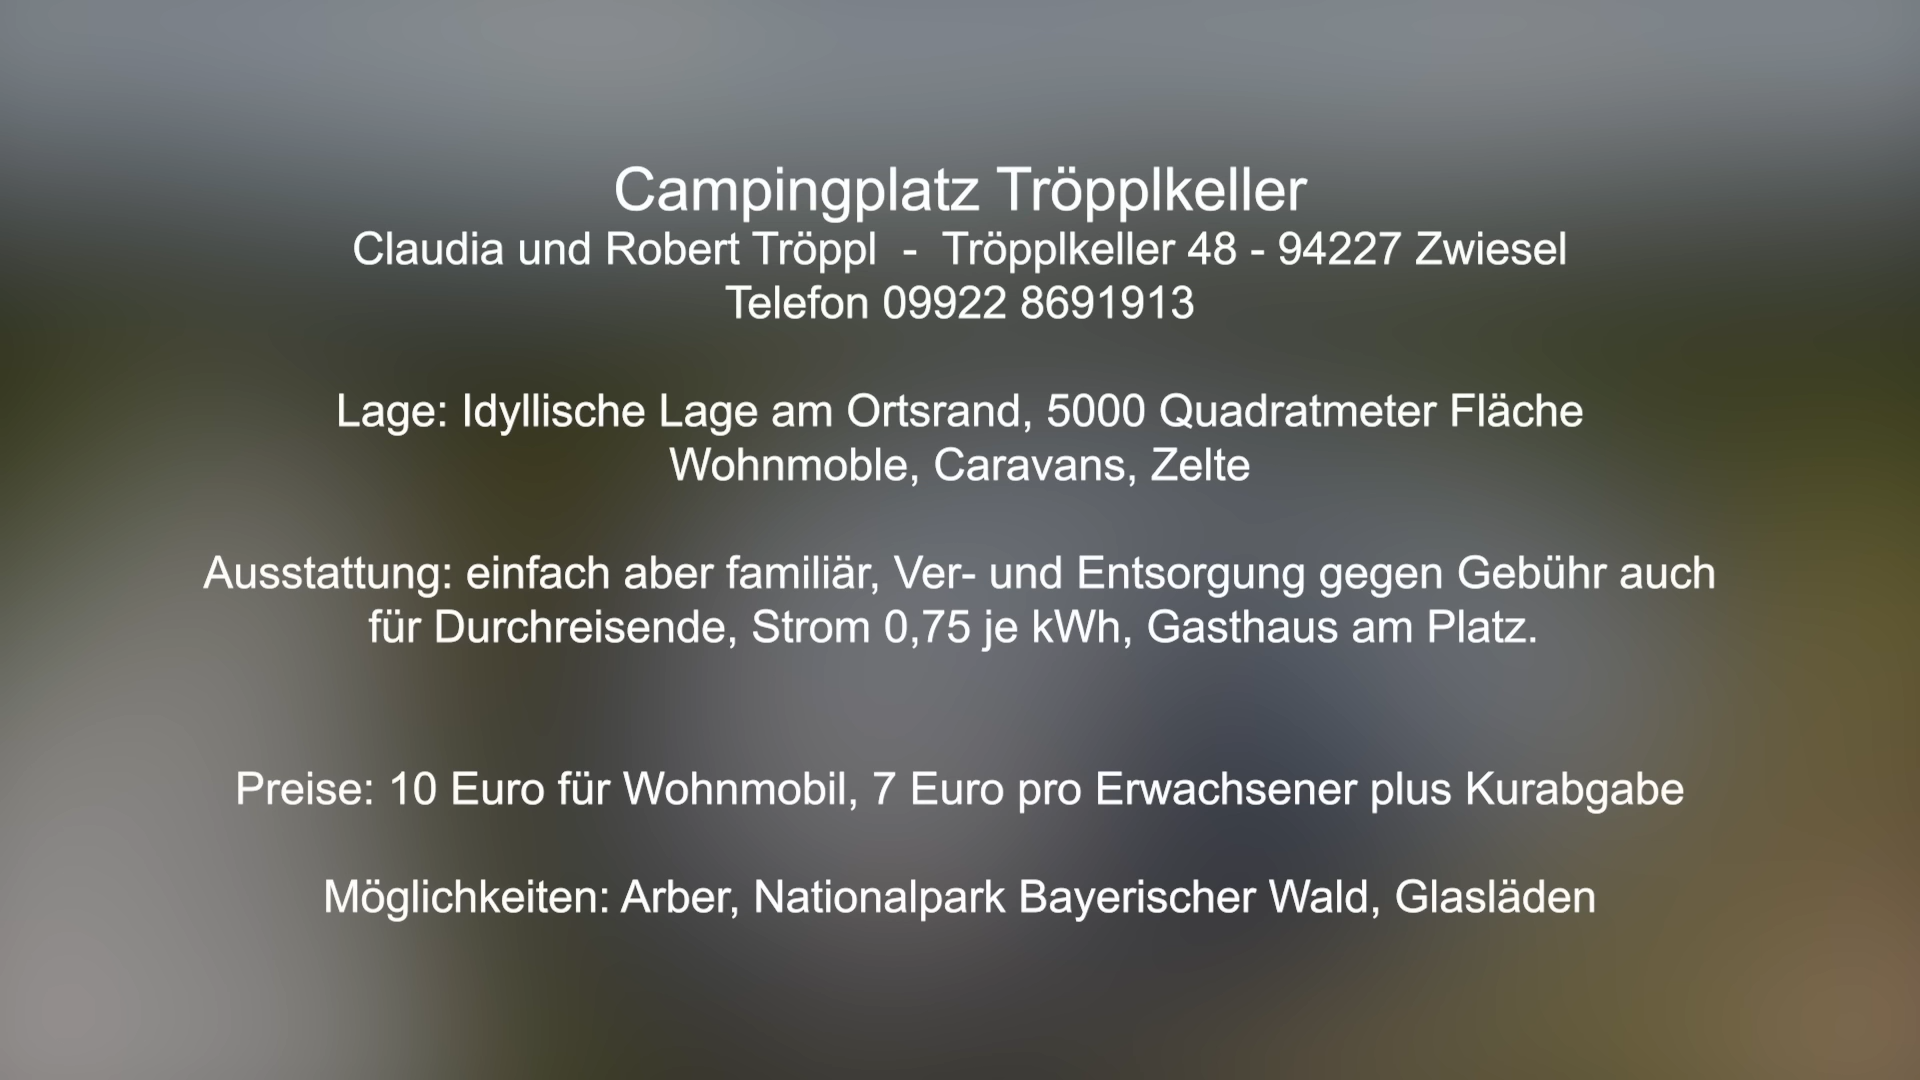 Campingplatz Tröpplkeller
Claudia und Robert Tröppl - Tröpplkeller 48 - 94227 Zwiesel
Telefon 09922 8691913
Lage: Idyllische Lage am Ortsrand, 5000 Quadratmeter Fläche
Wohnmoble, Caravans, Zelte
Ausstattung: einfach aber familiär, Ver- und Entsorgung gegen Gebühr auch
für Durchreisende, Strom 0,75 je kWh, Gasthaus am Platz.
Preise: 10 Euro für Wohnmobil, 7 Euro pro Erwachsener plus Kurabgabe
Möglichkeiten: Arber, Nationalpark Bayerischer Wald, Glasläden